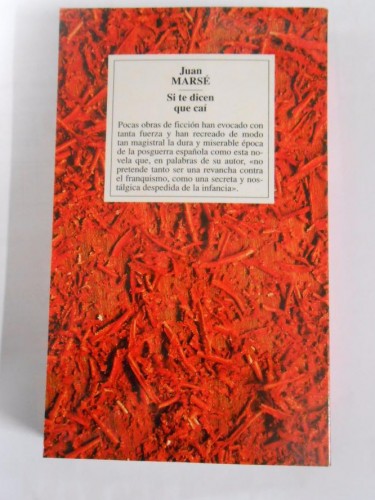 Juan
MARSÉ
Si te dicen
que caí
Pocas obras de ficción han evocado con
tanta fuerza y han recreado de modo
tan magistral la dura y miserable época
de la posguerra española como esta no-
vela que, en palabras de su autor, «no
pretende tanto ser una revancha contra
el franquismo, como una secreta y nos-
tálgica despedida de la infancia».